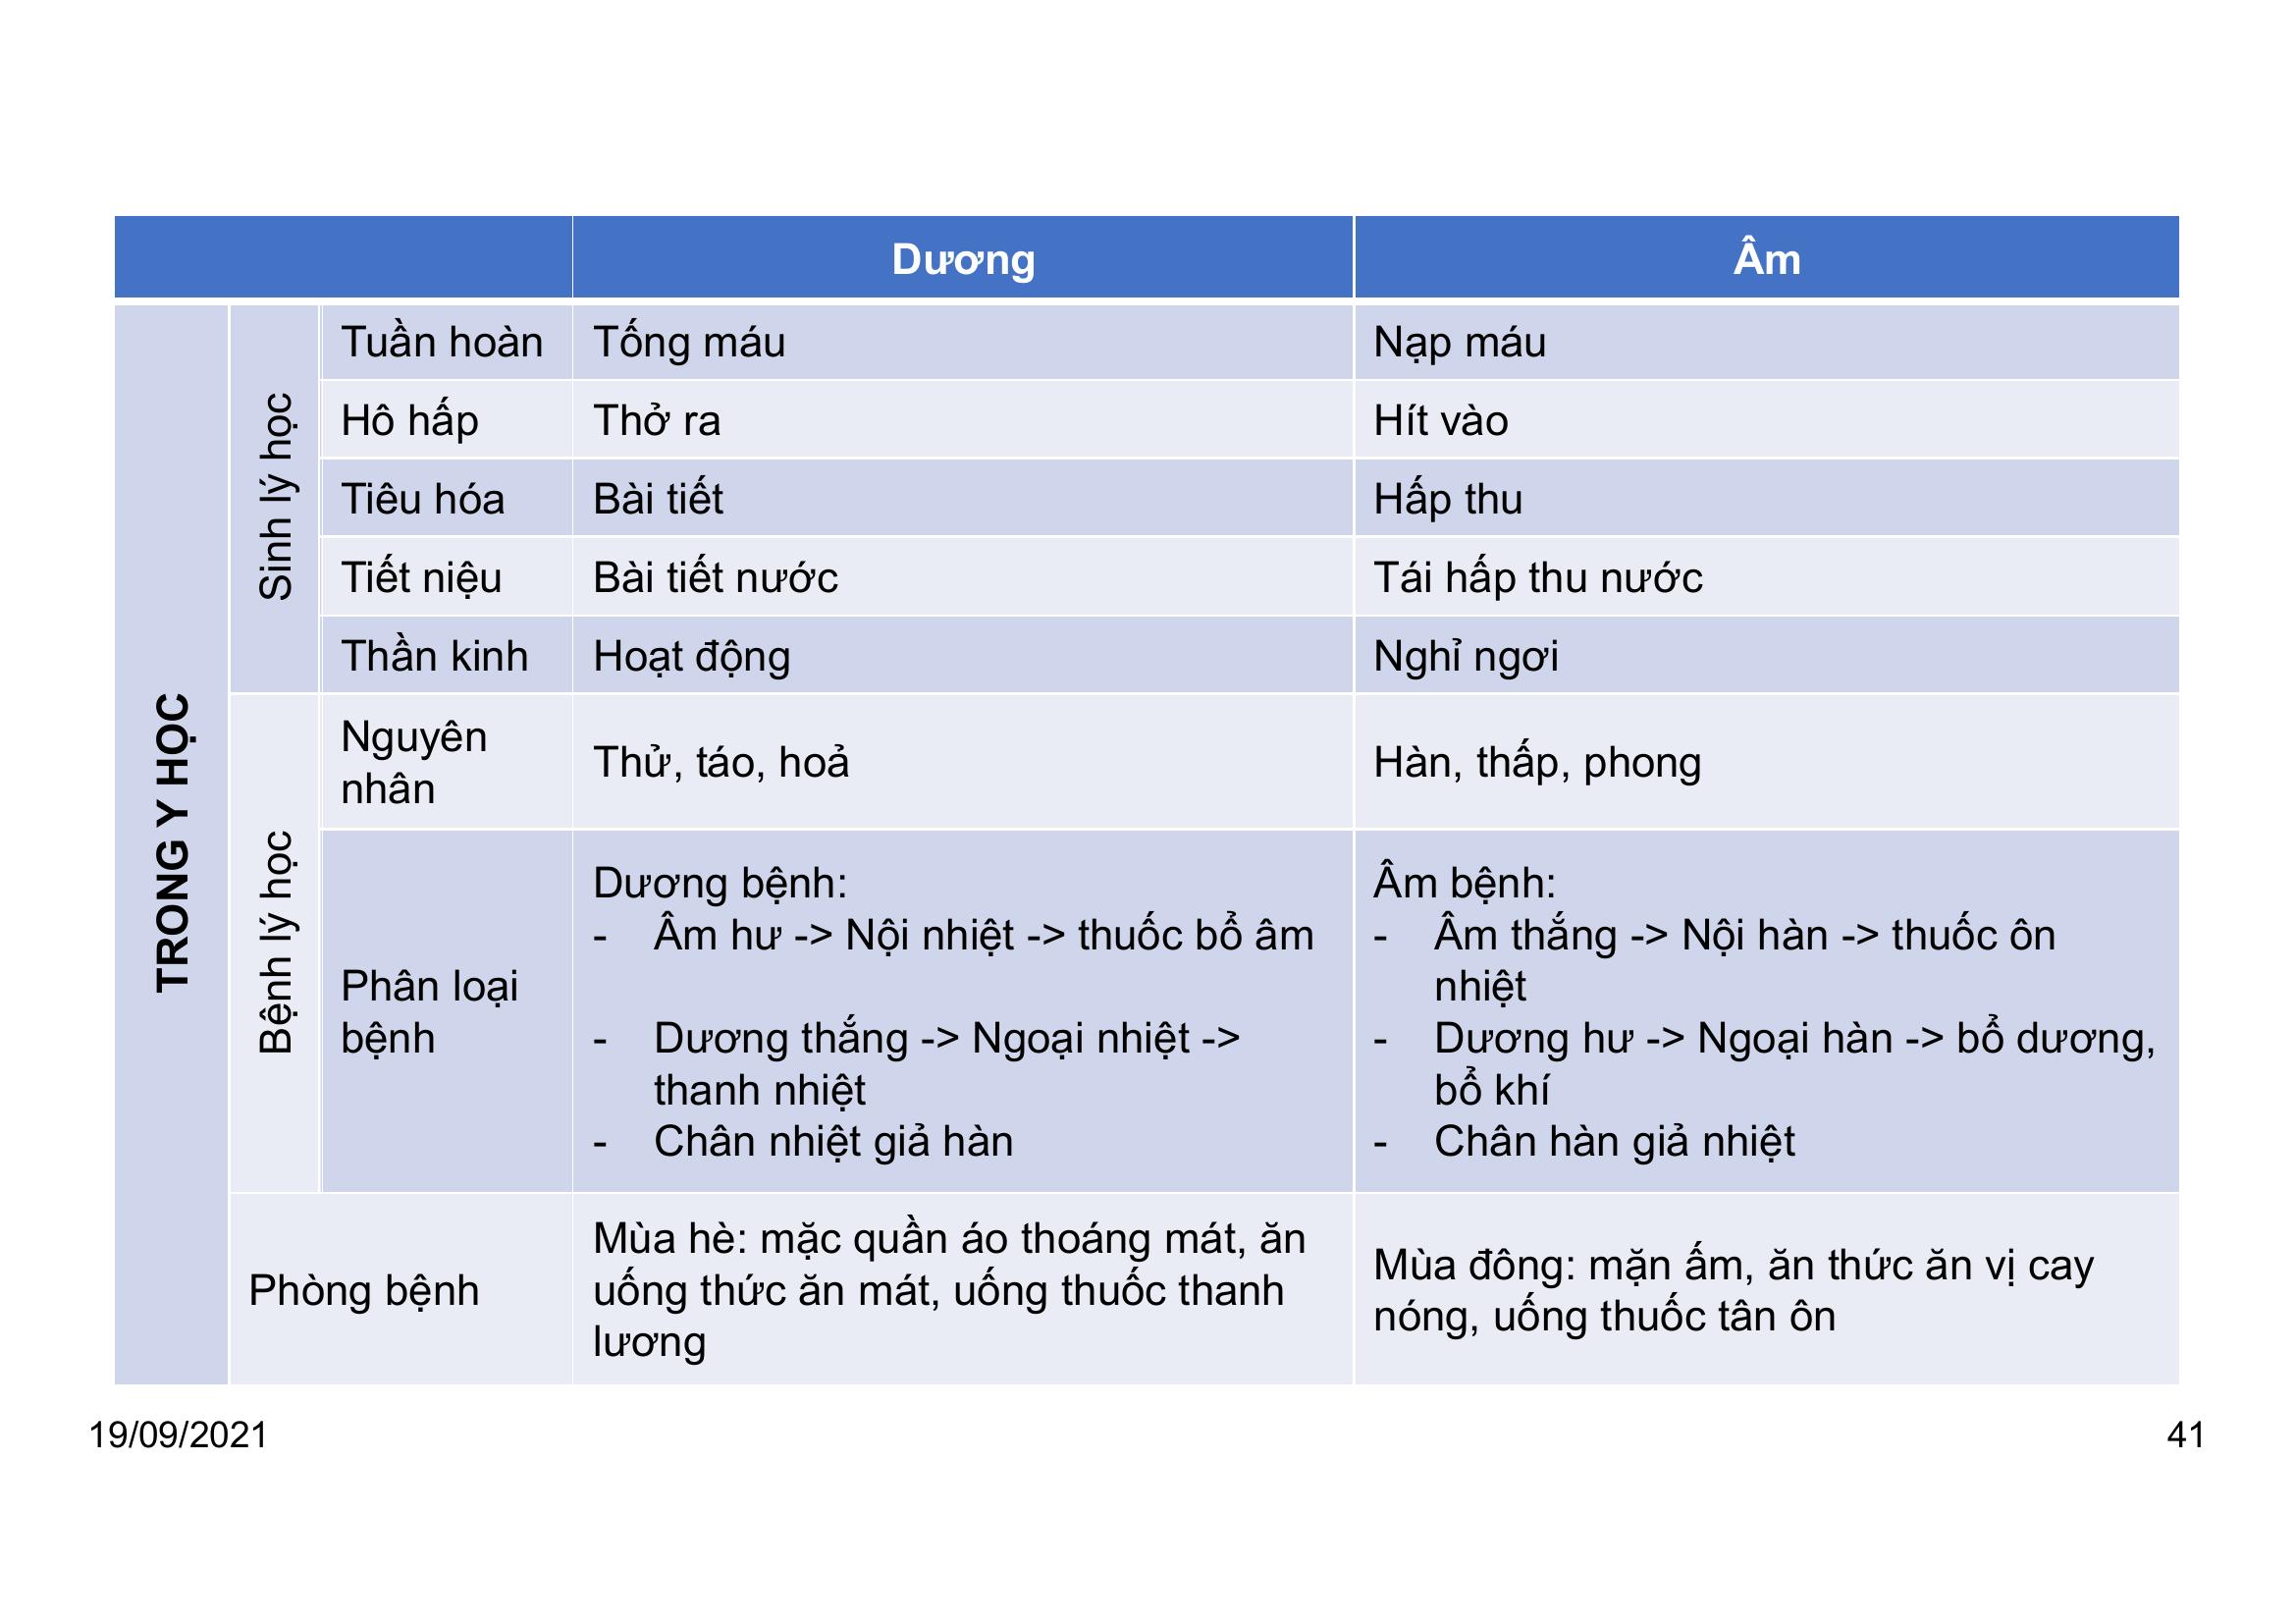 Dương Âm
TRONG Y HỌC
Sinh lý học
Tuần hoàn Tống máu Nạp máu
Hô hấp Thở ra Hít vào
Tiêu hóa Bài tiết Hấp thu
Tiết niệu Bài tiết nước Tái hấp thu nước
Thần kinh Hoạt động Nghỉ ngơi
Bệnh lý học
Nguyên
nhân
Thử, táo, hoả
Hàn, thấp, phong
Phân loại
bệnh
Dương bệnh:
- Âm hư -> Nội nhiệt -> thuốc bổ âm
- Dương thắng -> Ngoại nhiệt ->
thanh nhiệt
- Chân nhiệt giả hàn
Âm bệnh:
- Âm thắng -> Nội hàn -> thuốc ôn
nhiệt
- Dương hư -> Ngoại hàn -> bổ dương,
bổ khí
- Chân hàn giả nhiệt
Phòng bệnh
Mùa hè: mặc quần áo thoáng mát, ăn
uống thức ăn mát, uống thuốc thanh
lương
Mùa đông: mặn ấm, ăn thức ăn vị cay
nóng, uống thuốc tân ôn
19/09/2021
41